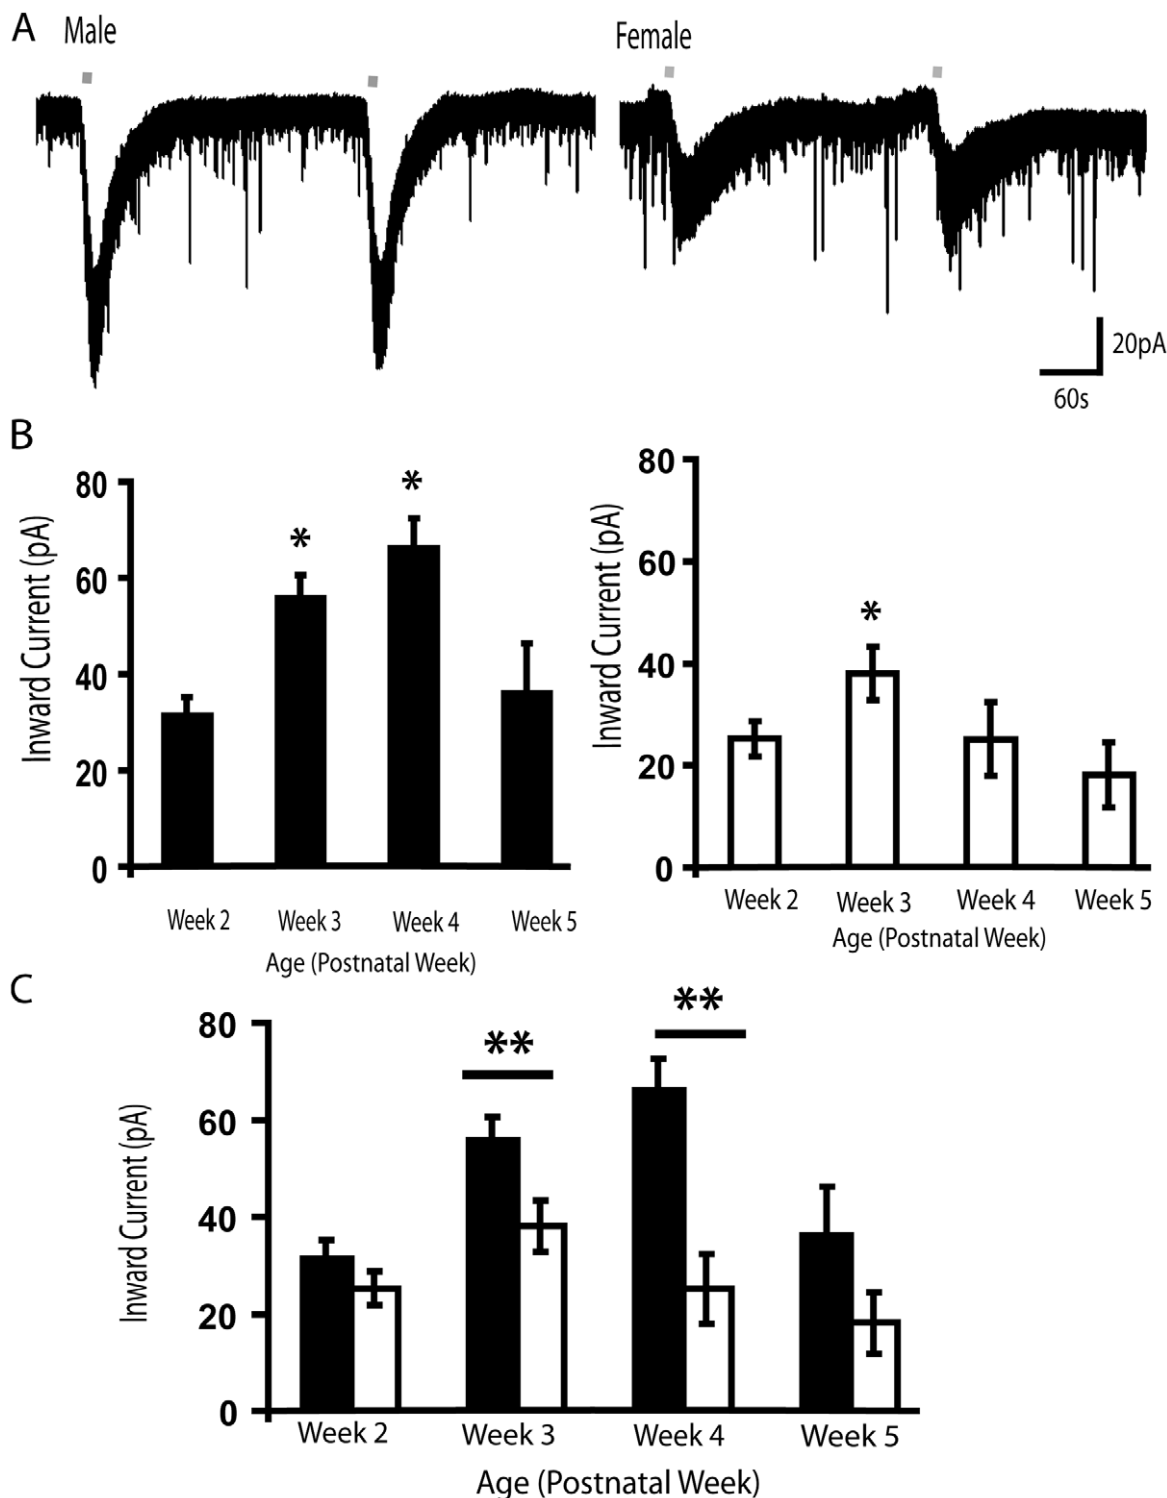 A Male Female
20pA
60s
B
Inward Current (pA)
80
60
40
20
0
*
*
Week 2 Week 3 Week 4 Week 5
Age (Postnatal Week)
Inward Current (pA)
80
60
40
20
0
*
Week 2 Week 3 Week 4 Week 5
Age (Postnatal Week)
C
Inward Current (pA)
80
60
40
20
0
**
**
Week 2 Week 3 Week 4 Week 5
Age (Postnatal Week)